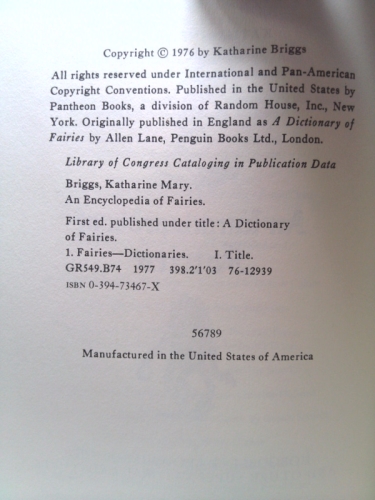 Copyright © 1976 by Katharine Briggs
All rights reserved under International and Pan-American
Copyright Conventions. Published in the United States by
Pantheon Books, a division of Random House, Inc., New
York. Originally published in England as A Dictionary of
Fairies by Allen Lane, Penguin Books Ltd., London.
Library of Congress Cataloging in Publication Data
Briggs, Katharine Mary.
An Encyclopedia of Fairies.
First ed. published under title: A Dictionary
of Fairies.
1. Fairies—Dictionaries. I. Title.
GR549.B74 1977 398.2'1'03 76-12939
ISBN 0-394-73467-X
56789
Manufactured in the United States of America